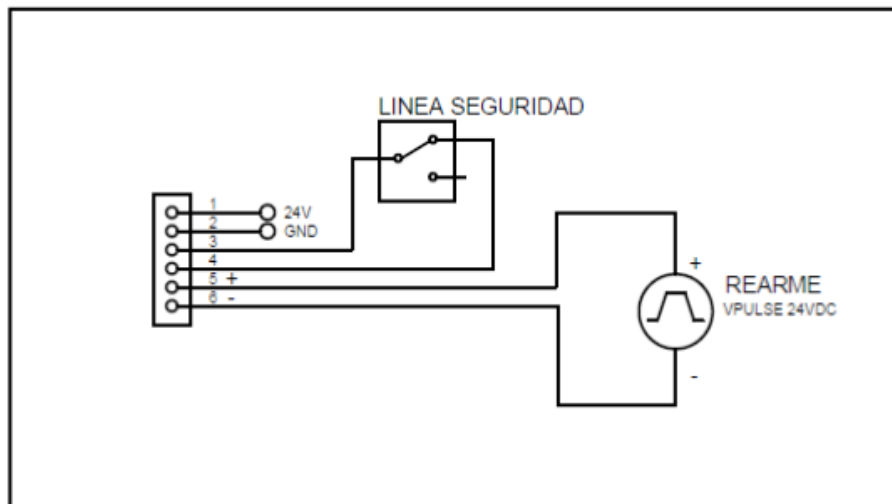 LINEA SEGURIDAD
1
24V
2
GND
3
4
5 +
6 -
+
REARME
VPULSE 24VDC
-